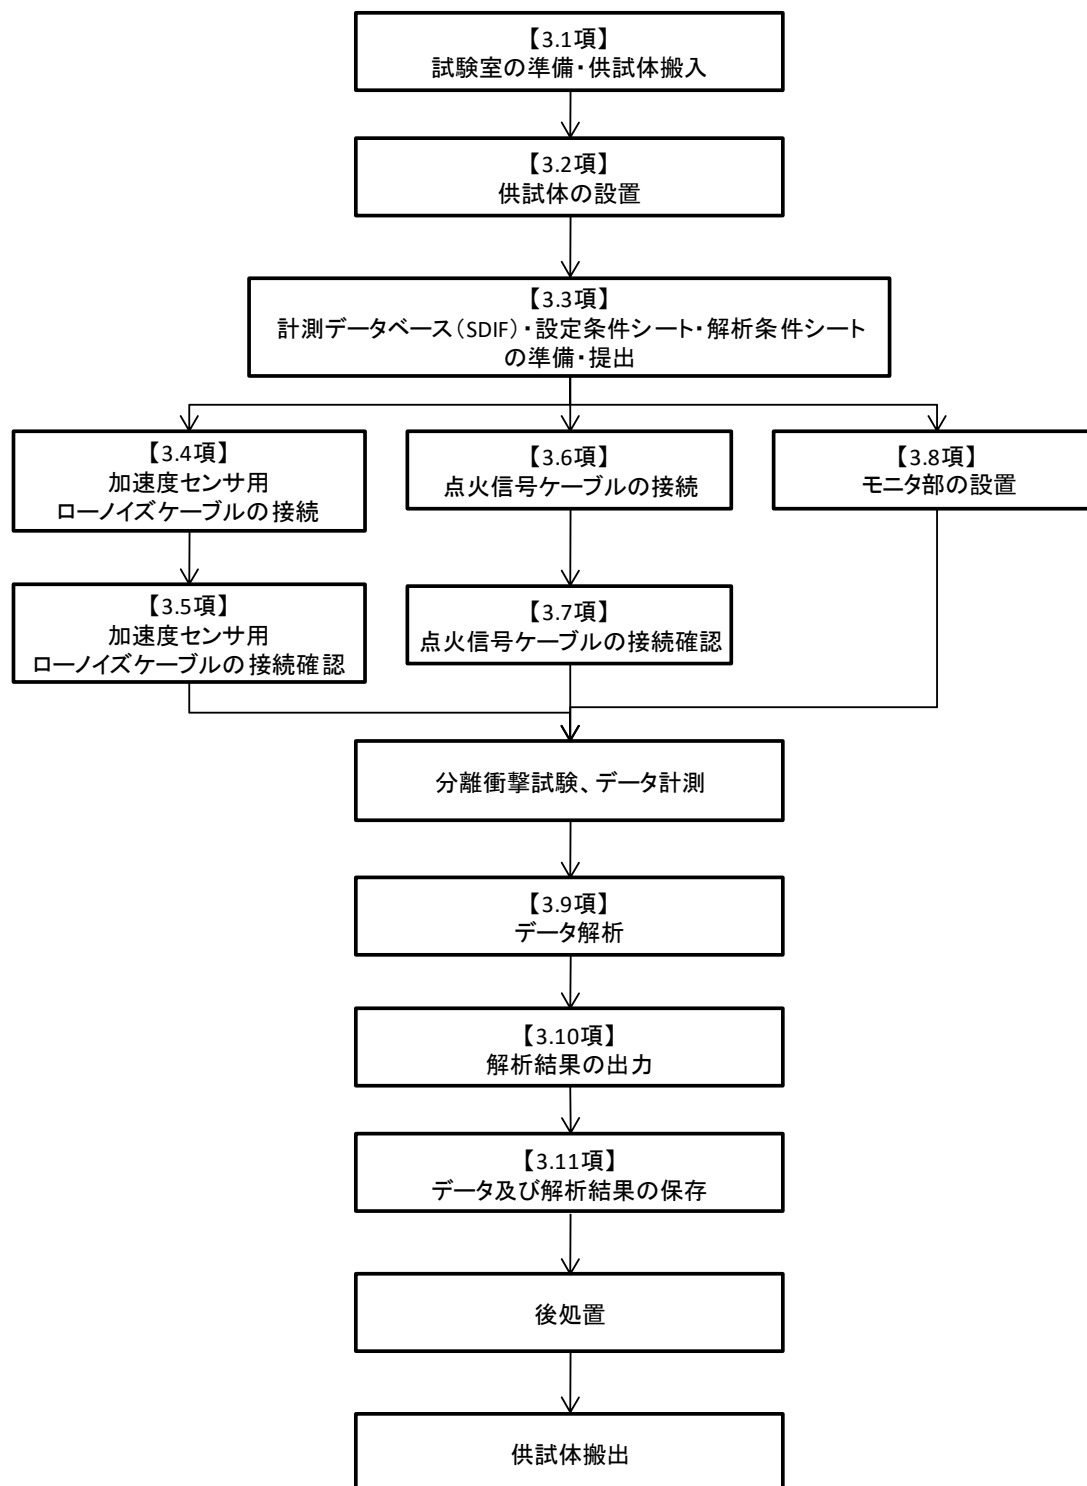 【3.1項】
試験室の準備・供試体搬入
【3.2項】
供試体の設置
【3.3項】
計測データベース（SDIF）・設定条件シート・解析条件シート
の準備・提出
【3.4項】
加速度センサ用
ローノイズケーブルの接続
【3.6項】
点火信号ケーブルの接続
【3.8項】
モニタ部の設置
【3.5項】
加速度センサ用
ローノイズケーブルの接続確認
【3.7項】
点火信号ケーブルの接続確認
分離衝撃試験、データ計測
【3.9項】
データ解析
【3.10項】
解析結果の出力
【3.11項】
データ及び解析結果の保存
後処置
供試体搬出